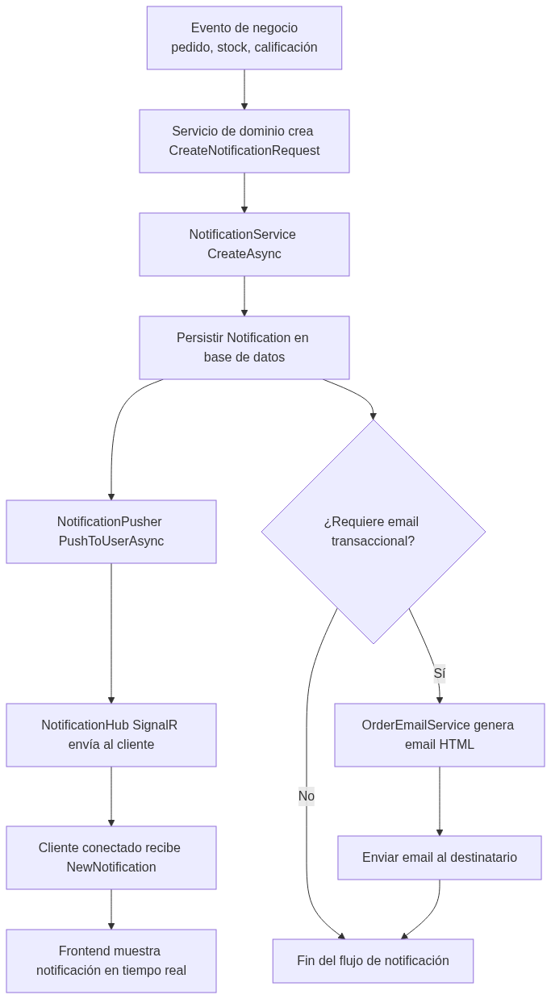 Evento de negocio
pedido, stock, calificación
Servicio de dominio crea
CreateNotificationRequest
NotificationService
CreateAsync
Persistir Notification en
base de datos
NotificationPusher
PushToUserAsync
¿Requiere email
transaccional?
Sí
NotificationHub SignalR
envía al cliente
OrderEmailService genera
email HTML
No
Cliente conectado recibe
NewNotification
Enviar email al destinatario
Frontend muestra
notificación en tiempo real
Fin del flujo de notificación